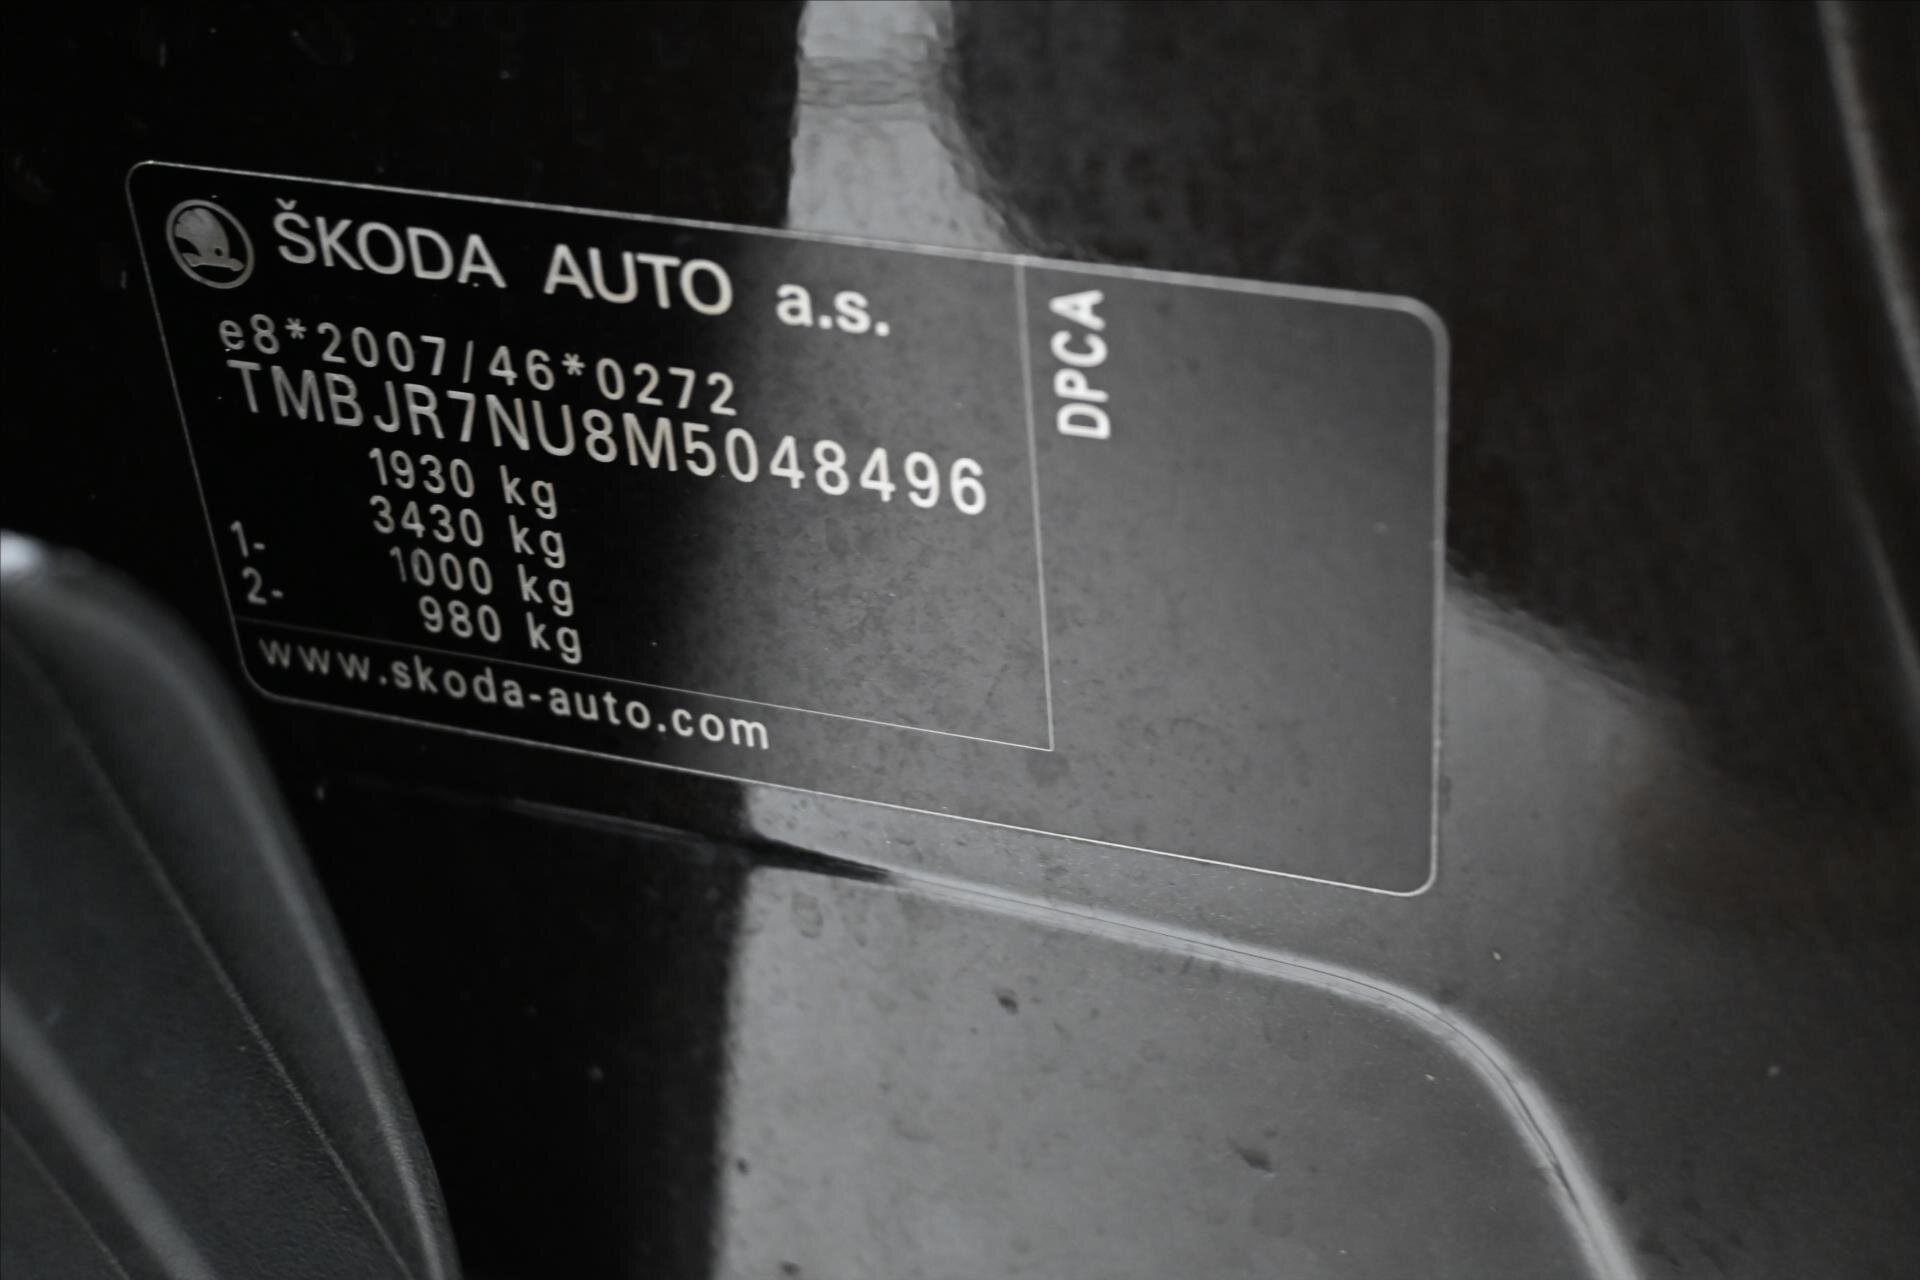 ŠKODA AUTO a.s.
e8*2007/46*0272
TMBJR7NU8M5048496
1930 kg
3430 kg
1- 1000 kg
2- 980 kg
www.skoda-auto.com
DPCA